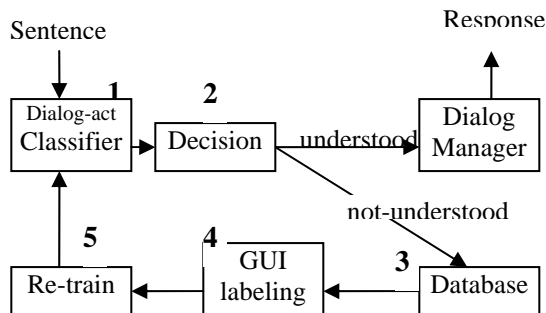 Sentence
Response
1
2
Dialog-act
Classifier
Decision
understood
Dialog
Manager
not-understood
5
4
3
Re-train
GUI
labeling
Database